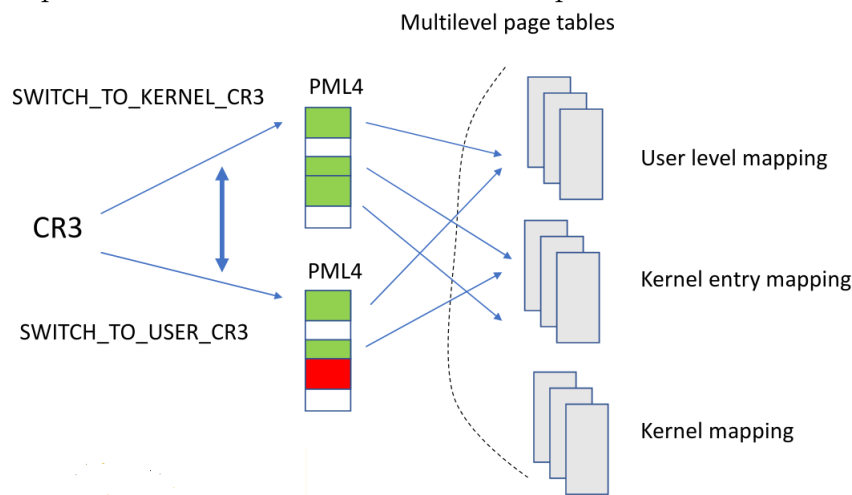 Multilevel page tables
SWITCH_TO_KERNEL_CR3
PML4
User level mapping
CR3
PML4
Kernel entry mapping
SWITCH_TO_USER_CR3
Kernel mapping